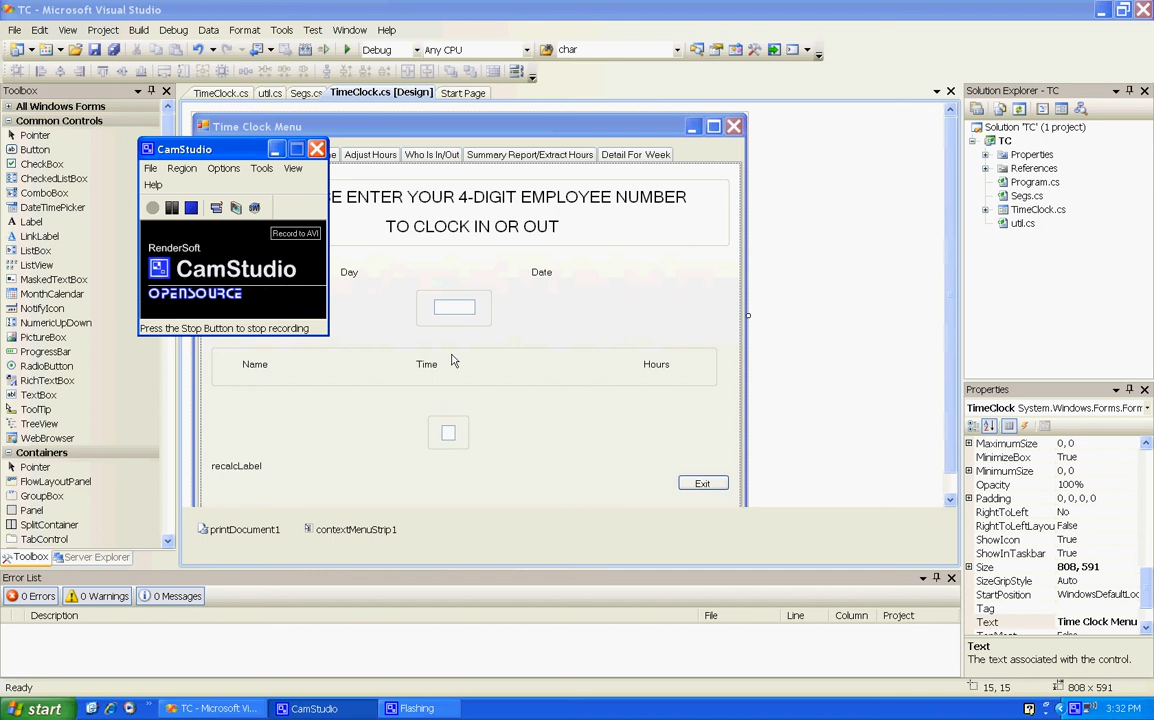 TC - Microsoft Visual Studio
File Edit View Project Build Debug Data Format Tools Test Window Help
Debug Any CPU char
Toolbox
All Windows Forms
Common Controls
Pointer
Button
CheckBox
CheckedListBox
ComboBox
DateTimePicker
Label
LinkLabel
ListBox
ListView
MaskedTextBox
MonthCalendar
NotifyIcon
NumericUpDown
PictureBox
ProgressBar
RadioButton
RichTextBox
TextBox
ToolTip
TreeView
WebBrowser
Containers
Pointer
FlowLayoutPanel
GroupBox
Panel
SplitContainer
TabControl
Toolbox Server Explorer
TimeClock.cs util.cs Segs.cs TimeClock.cs [Design] Start Page
Time Clock Menu
Adjust Hours Who Is In/Out Summary Report/Extract Hours Detail For Week
E ENTER YOUR 4-DIGIT EMPLOYEE NUMBER
TO CLOCK IN OR OUT
Day Date
Name Time Hours
recalcLabel
Exit
printDocument1 contextMenuStrip1
CamStudio
File Region Options Tools View
Help
Record to AVI
RenderSoft
CamStudio
OPENSOURCE
Press the Stop Button to stop recording
Solution Explorer - TC
Solution 'TC' (1 project)
TC
Properties
References
Program.cs
Segs.cs
TimeClock.cs
util.cs
Properties
TimeClock System.Windows.Forms.Form
MaximumSize 0, 0
MinimizeBox True
MinimumSize 0, 0
Opacity 100%
Padding 0, 0, 0, 0
RightToLeft No
RightToLeftLayou False
ShowIcon True
ShowInTaskbar True
Size 808, 591
SizeGripStyle Auto
StartPosition WindowsDefaultLoc
Tag
Text Time Clock Menu
Text
The text associated with the control.
Error List
0 Errors 0 Warnings 0 Messages
Description File Line Column Project
Ready 15, 15 808 x 591
start TC - Microsoft Vi... CamStudio Flashing 3:32 PM